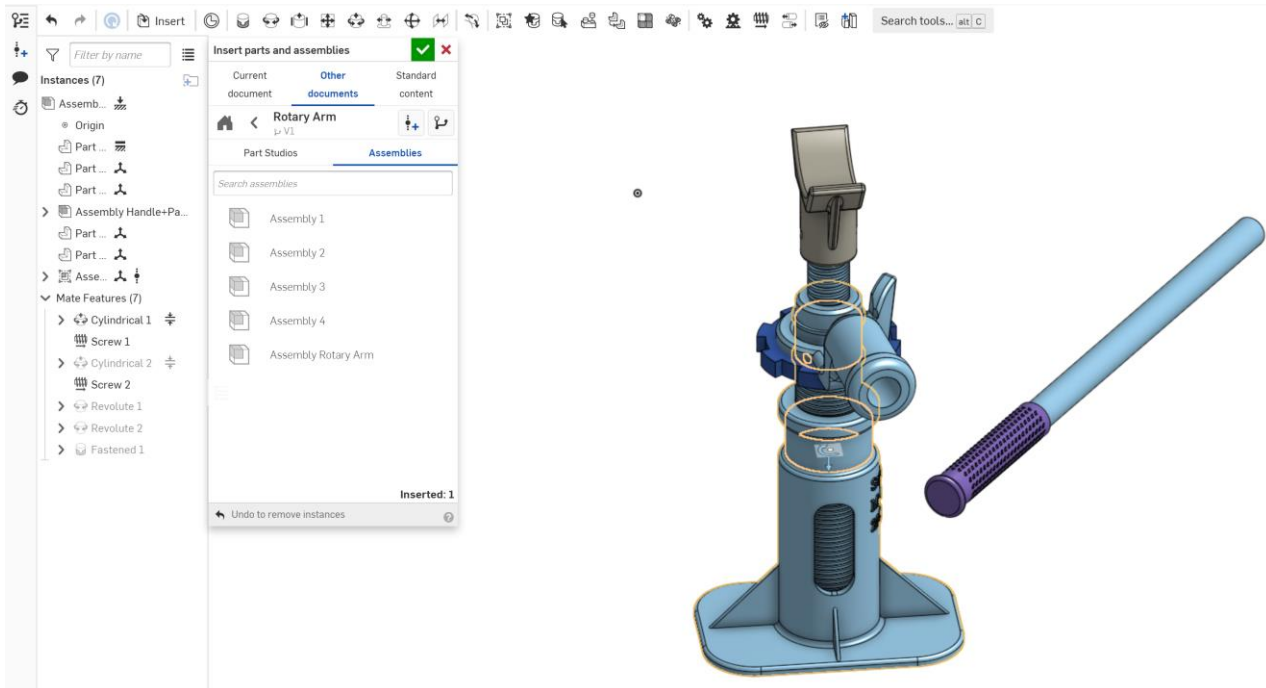 Insert
Search tools... alt C
Filter by name
Insert parts and assemblies
Instances (7)
Current document
Other documents
Standard content
Assemb...
Origin
Rotary Arm
V1
Part ...
Part Studios
Assemblies
Part ...
Part ...
Search assemblies
Assembly Handle+Pa...
Assembly 1
Part ...
Part ...
Assembly 2
Asse...
Assembly 3
Mate Features (7)
Cylindrical 1
Assembly 4
Screw 1
Assembly Rotary Arm
Cylindrical 2
Screw 2
Revolute 1
Revolute 2
Fastened 1
Inserted: 1
Undo to remove instances